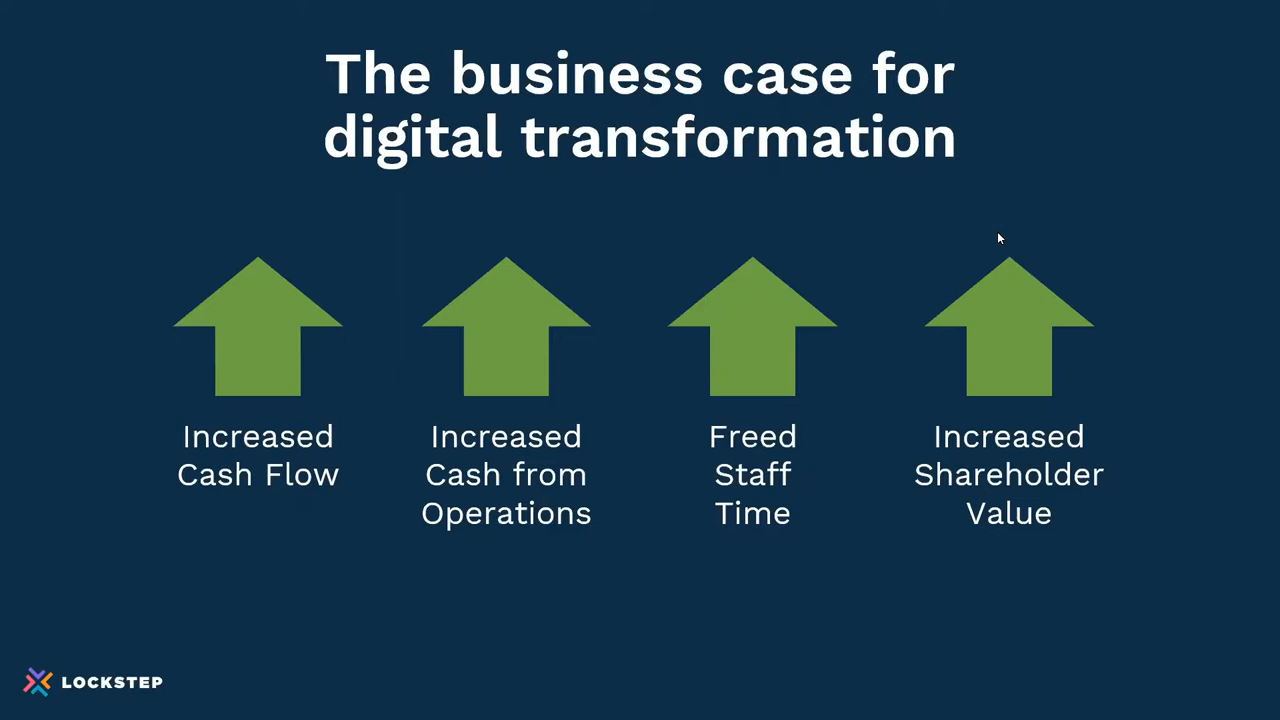 The business case for
digital transformation
Increased
Cash Flow
Increased
Cash from
Operations
Freed
Staff
Time
Increased
Shareholder
Value
LOCKSTEP